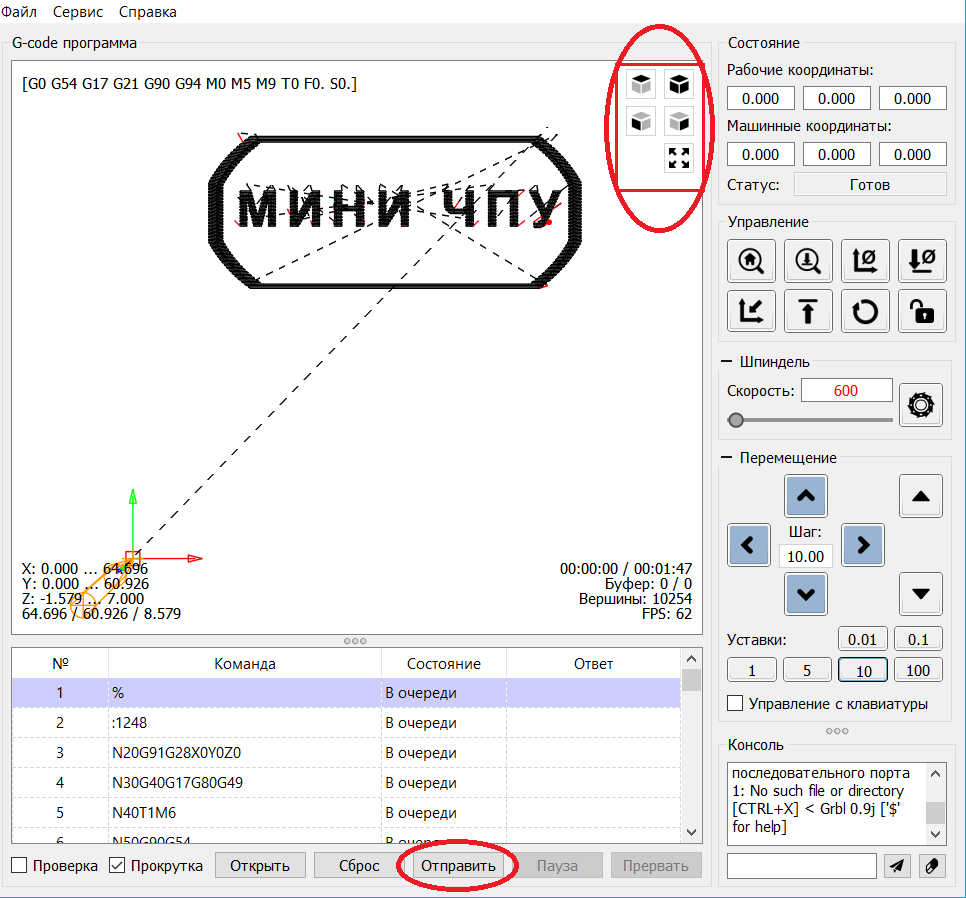 Файл Сервис Справка
G-code программа
[G0 G54 G17 G21 G90 G94 M0 M5 M9 T0 F0. S0.]
МИНИ ЧПУ
X: 0.000 ... 64.696
Y: 0.000 ... 60.926
Z: -1.579 ... 7.000
64.696 / 60.926 / 8.579
00:00:00 / 00:01:47
Буфер: 0 / 0
Вершины: 10254
FPS: 62
№ Команда Состояние Ответ
1 % В очереди
2 :1248 В очереди
3 N20G91G28X0Y0Z0 В очереди
4 N30G40G17G80G49 В очереди
5 N40T1M6 В очереди
6 N50G90G54 В очереди
Проверка Прокрутка Открыть Сброс Отправить Пауза Прервать
Состояние
Рабочие координаты:
0.000 0.000 0.000
Машинные координаты:
0.000 0.000 0.000
Статус: Готов
Управление
Шпиндель
Скорость: 600
Перемещение
Шаг:
10.00
Уставки: 0.01 0.1
1 5 10 100
Управление с клавиатуры
Консоль
последовательного порта
1: No such file or directory
[CTRL+X] < Grbl 0.9j ['$'
for help]